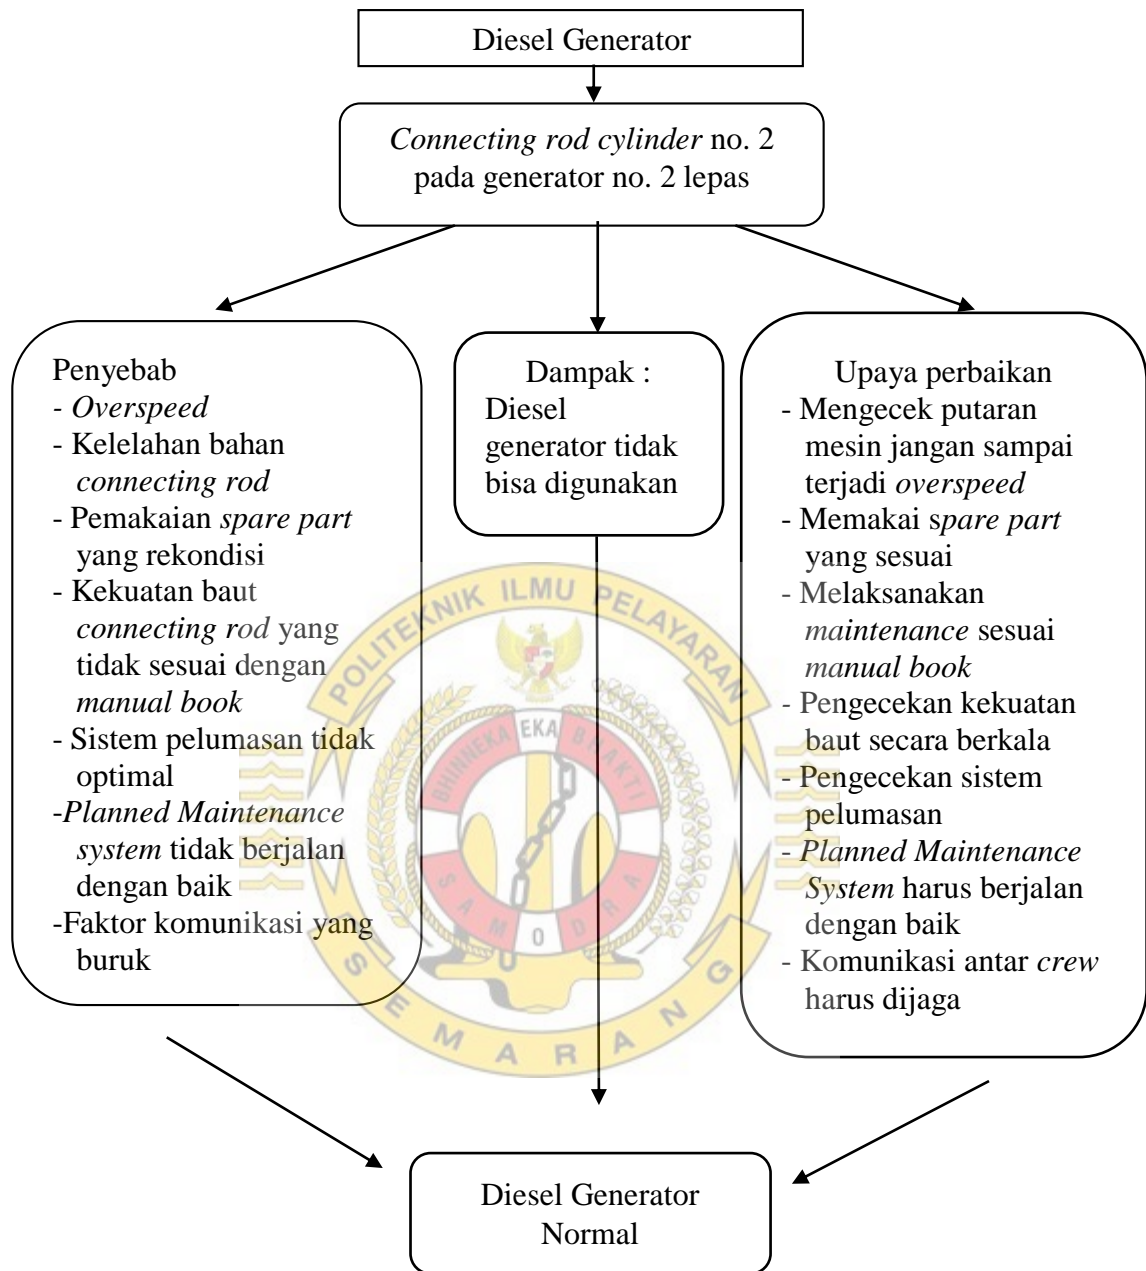 Diesel Generator
Connecting rod cylinder no. 2
pada generator no. 2 lepas
Penyebab
- Overspeed
- Kelelahan bahan
connecting rod
- Pemakaian spare part
yang rekondisi
- Kekuatan baut
connecting rod yang
tidak sesuai dengan
manual book
- Sistem pelumasan tidak
optimal
-Planned Maintenance
system tidak berjalan
dengan baik
-Faktor komunikasi yang
buruk
Dampak :
Diesel
generator tidak
bisa digunakan
Upaya perbaikan
- Mengecek putaran
mesin jangan sampai
terjadi overspeed
- Memakai spare part
yang sesuai
- Melaksanakan
maintenance sesuai
manual book
- Pengecekan kekuatan
baut secara berkala
- Pengecekan sistem
pelumasan
- Planned Maintenance
System harus berjalan
dengan baik
- Komunikasi antar crew
harus dijaga
POLITEKNIK ILMU PELAYARAN
BHINNEKA EKA BHAKTI
SAMODRA
SEMARANG
Diesel Generator
Normal